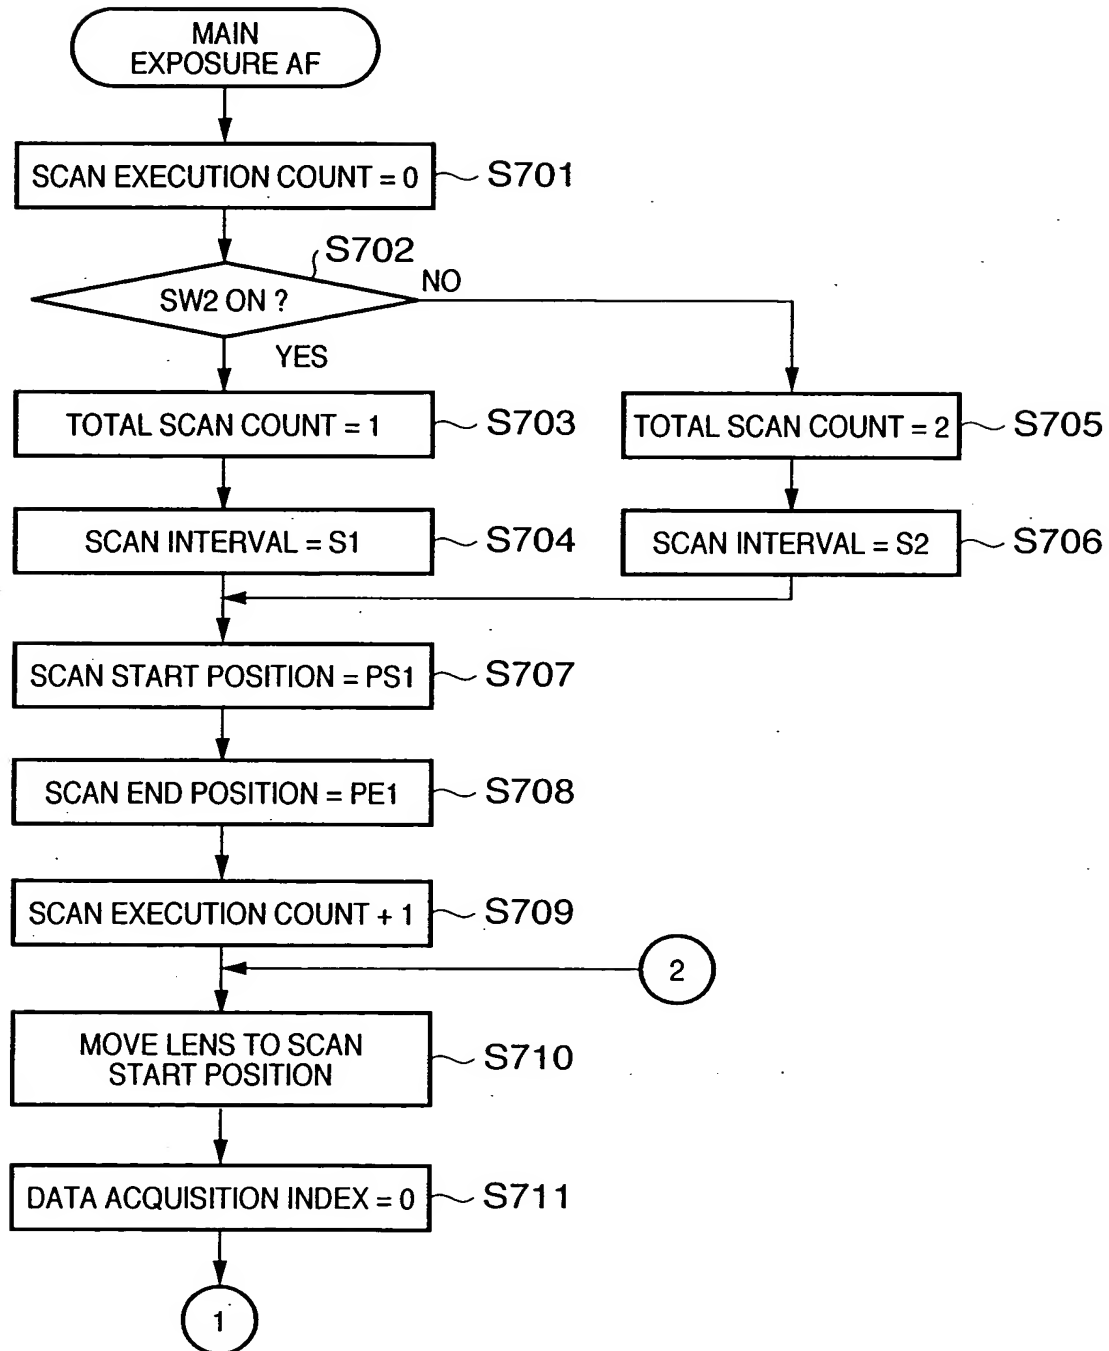 MAIN
EXPOSURE AF
SCAN EXECUTION COUNT = 0
S701
S702
SW2 ON ?
NO
YES
TOTAL SCAN COUNT = 1
S703
TOTAL SCAN COUNT = 2
S705
SCAN INTERVAL = S1
S704
SCAN INTERVAL = S2
S706
SCAN START POSITION = PS1
S707
SCAN END POSITION = PE1
S708
SCAN EXECUTION COUNT + 1
S709
2
MOVE LENS TO SCAN
START POSITION
S710
DATA ACQUISITION INDEX = 0
S711
1